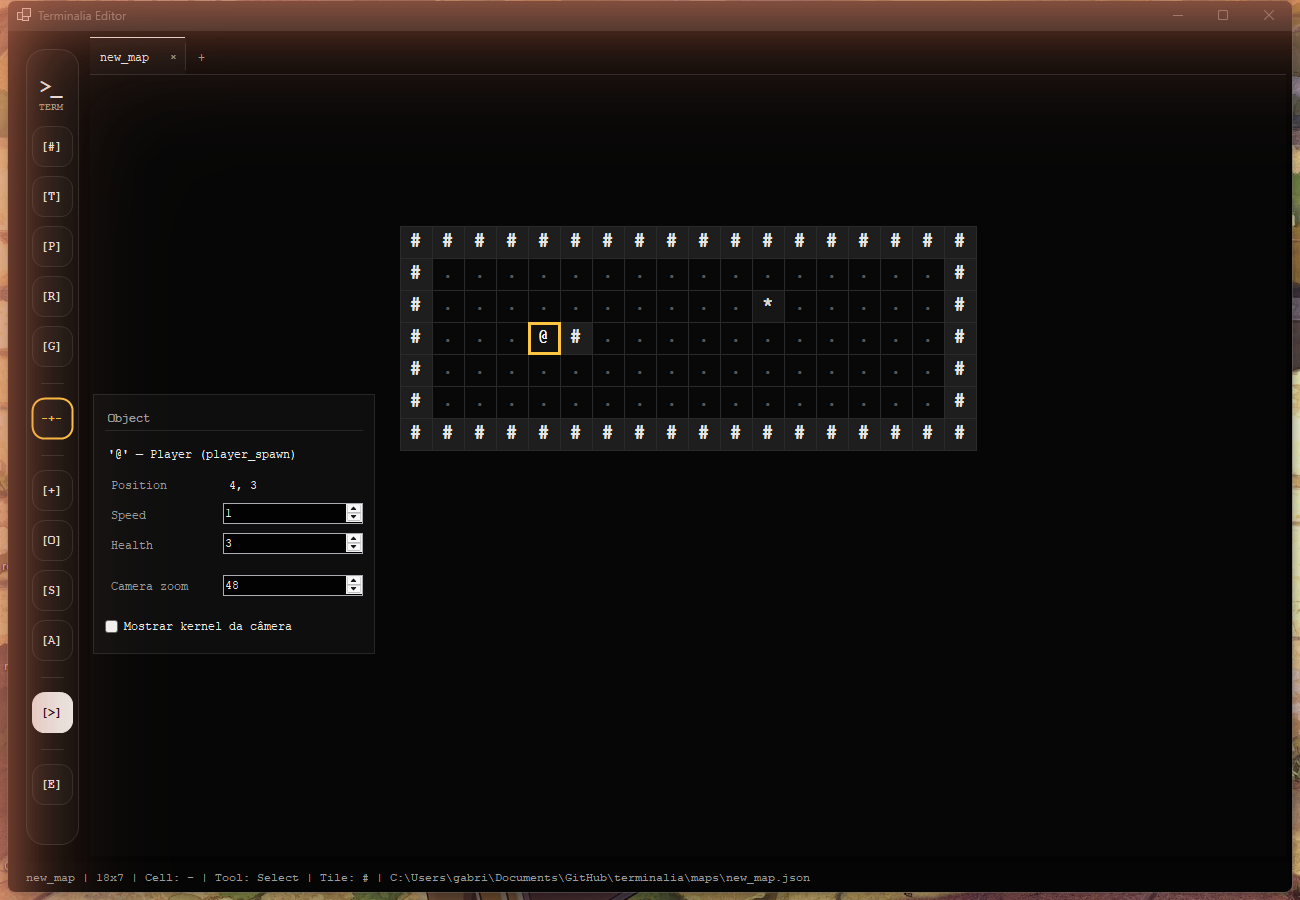 Terminalia Editor
new_map × +
>_
TERM
[#]
[T]
[P]
[R]
[G]
-+-
[+]
[O]
[S]
[A]
[>]
[E]
# # # # # # # # # # # # # # # # # #
# . . . . . . . . . . . . . . . . #
# . . . . . . . . . . * . . . . . #
# . . . @ # . . . . . . . . . . . #
# . . . . . . . . . . . . . . . . #
# . . . . . . . . . . . . . . . . #
# # # # # # # # # # # # # # # # # #
Object
'@' — Player (player_spawn)
Position 4, 3
Speed 1
Health 3
Camera zoom 48
Mostrar kernel da câmera
new_map | 18x7 | Cell: - | Tool: Select | Tile: # | C:\Users\gabri\Documents\GitHub\terminalia\maps\new_map.json